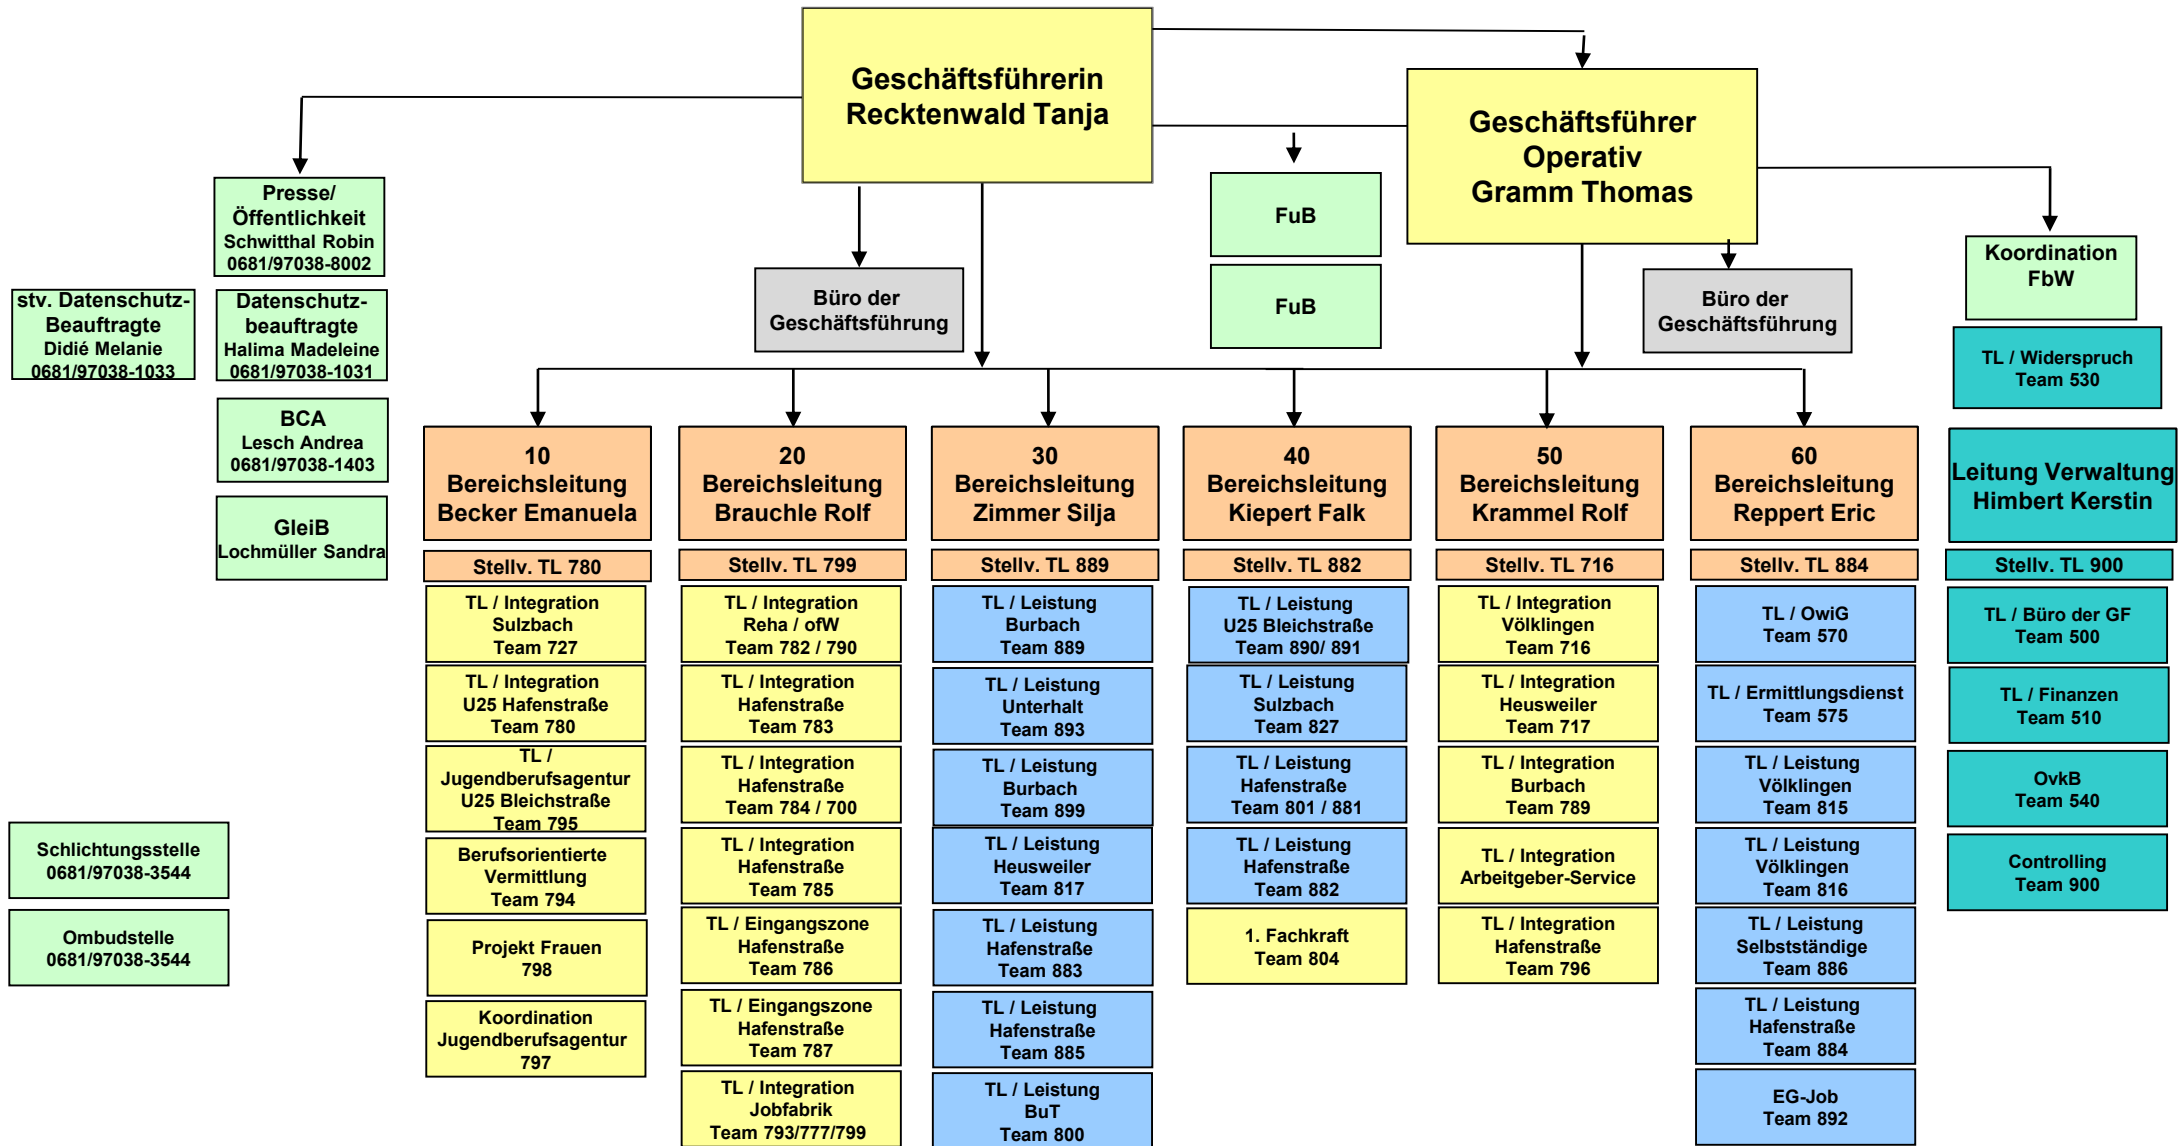 Geschäftsführerin
Recktenwald Tanja
Geschäftsführer
Operativ
Gramm Thomas
Presse/
Öffentlichkeit
Schwitthal Robin
0681/97038-8002
stv. Datenschutz-
Beauftragte
Didié Melanie
0681/97038-1033
Datenschutz-
beauftragte
Halima Madeleine
0681/97038-1031
BCA
Lesch Andrea
0681/97038-1403
GleiB
Lochmüller Sandra
Schlichtungsstelle
0681/97038-3544
Ombudstelle
0681/97038-3544
Büro der
Geschäftsführung
FuB
FuB
Büro der
Geschäftsführung
Koordination
FbW
TL / Widerspruch
Team 530
10
Bereichsleitung
Becker Emanuela
Stellv. TL 780
TL / Integration
Sulzbach
Team 727
TL / Integration
U25 Hafenstraße
Team 780
TL /
Jugendberufsagentur
U25 Bleichstraße
Team 795
Berufsorientierte
Vermittlung
Team 794
Projekt Frauen
798
Koordination
Jugendberufsagentur
797
20
Bereichsleitung
Brauchle Rolf
Stellv. TL 799
TL / Integration
Reha / ofW
Team 782 / 790
TL / Integration
Hafenstraße
Team 783
TL / Integration
Hafenstraße
Team 784 / 700
TL / Integration
Hafenstraße
Team 785
TL / Eingangszone
Hafenstraße
Team 786
TL / Eingangszone
Hafenstraße
Team 787
TL / Integration
Jobfabrik
Team 793/777/799
30
Bereichsleitung
Zimmer Silja
Stellv. TL 889
TL / Leistung
Burbach
Team 889
TL / Leistung
Unterhalt
Team 893
TL / Leistung
Burbach
Team 899
TL / Leistung
Heusweiler
Team 817
TL / Leistung
Hafenstraße
Team 883
TL / Leistung
Hafenstraße
Team 885
TL / Leistung
BuT
Team 800
40
Bereichsleitung
Kiepert Falk
Stellv. TL 882
TL / Leistung
U25 Bleichstraße
Team 890/ 891
TL / Leistung
Sulzbach
Team 827
TL / Leistung
Hafenstraße
Team 801 / 881
TL / Leistung
Hafenstraße
Team 882
1. Fachkraft
Team 804
50
Bereichsleitung
Krammel Rolf
Stellv. TL 716
TL / Integration
Völklingen
Team 716
TL / Integration
Heusweiler
Team 717
TL / Integration
Burbach
Team 789
TL / Integration
Arbeitgeber-Service
TL / Integration
Hafenstraße
Team 796
60
Bereichsleitung
Reppert Eric
Stellv. TL 884
TL / OwiG
Team 570
TL / Ermittlungsdienst
Team 575
TL / Leistung
Völklingen
Team 815
TL / Leistung
Völklingen
Team 816
TL / Leistung
Selbstständige
Team 886
TL / Leistung
Hafenstraße
Team 884
EG-Job
Team 892
Leitung Verwaltung
Himbert Kerstin
Stellv. TL 900
TL / Büro der GF
Team 500
TL / Finanzen
Team 510
OvkB
Team 540
Controlling
Team 900